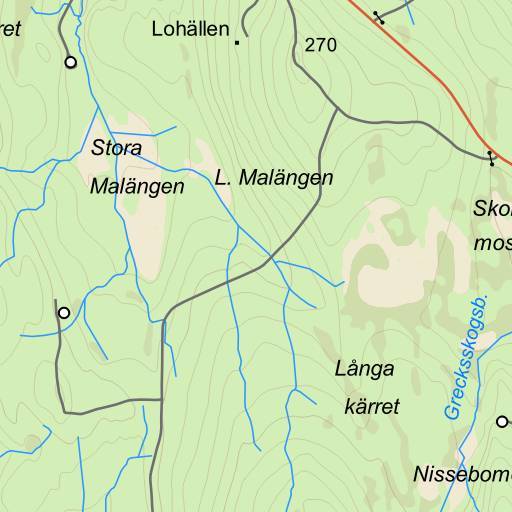 ret
Lohällen
270
Stora
Malängen
L. Malängen
Sko
mos
Grecksskogsb.
Långa
kärret
Nissebom